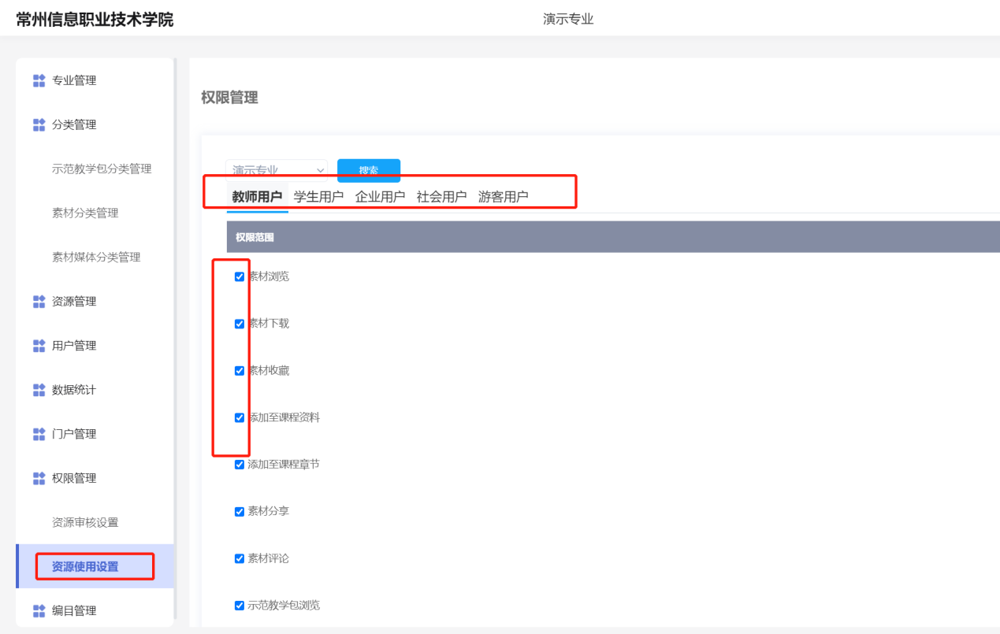 常州信息职业技术学院
演示专业
专业管理
分类管理
示范教学包分类管理
素材分类管理
素材媒体分类管理
资源管理
用户管理
数据统计
门户管理
权限管理
资源审核设置
资源使用设置
编目管理
权限管理
演示专业 搜索
教师用户 学生用户 企业用户 社会用户 游客用户
权限范围
素材浏览
素材下载
素材收藏
添加至课程资料
添加至课程章节
素材分享
素材评论
示范教学包浏览